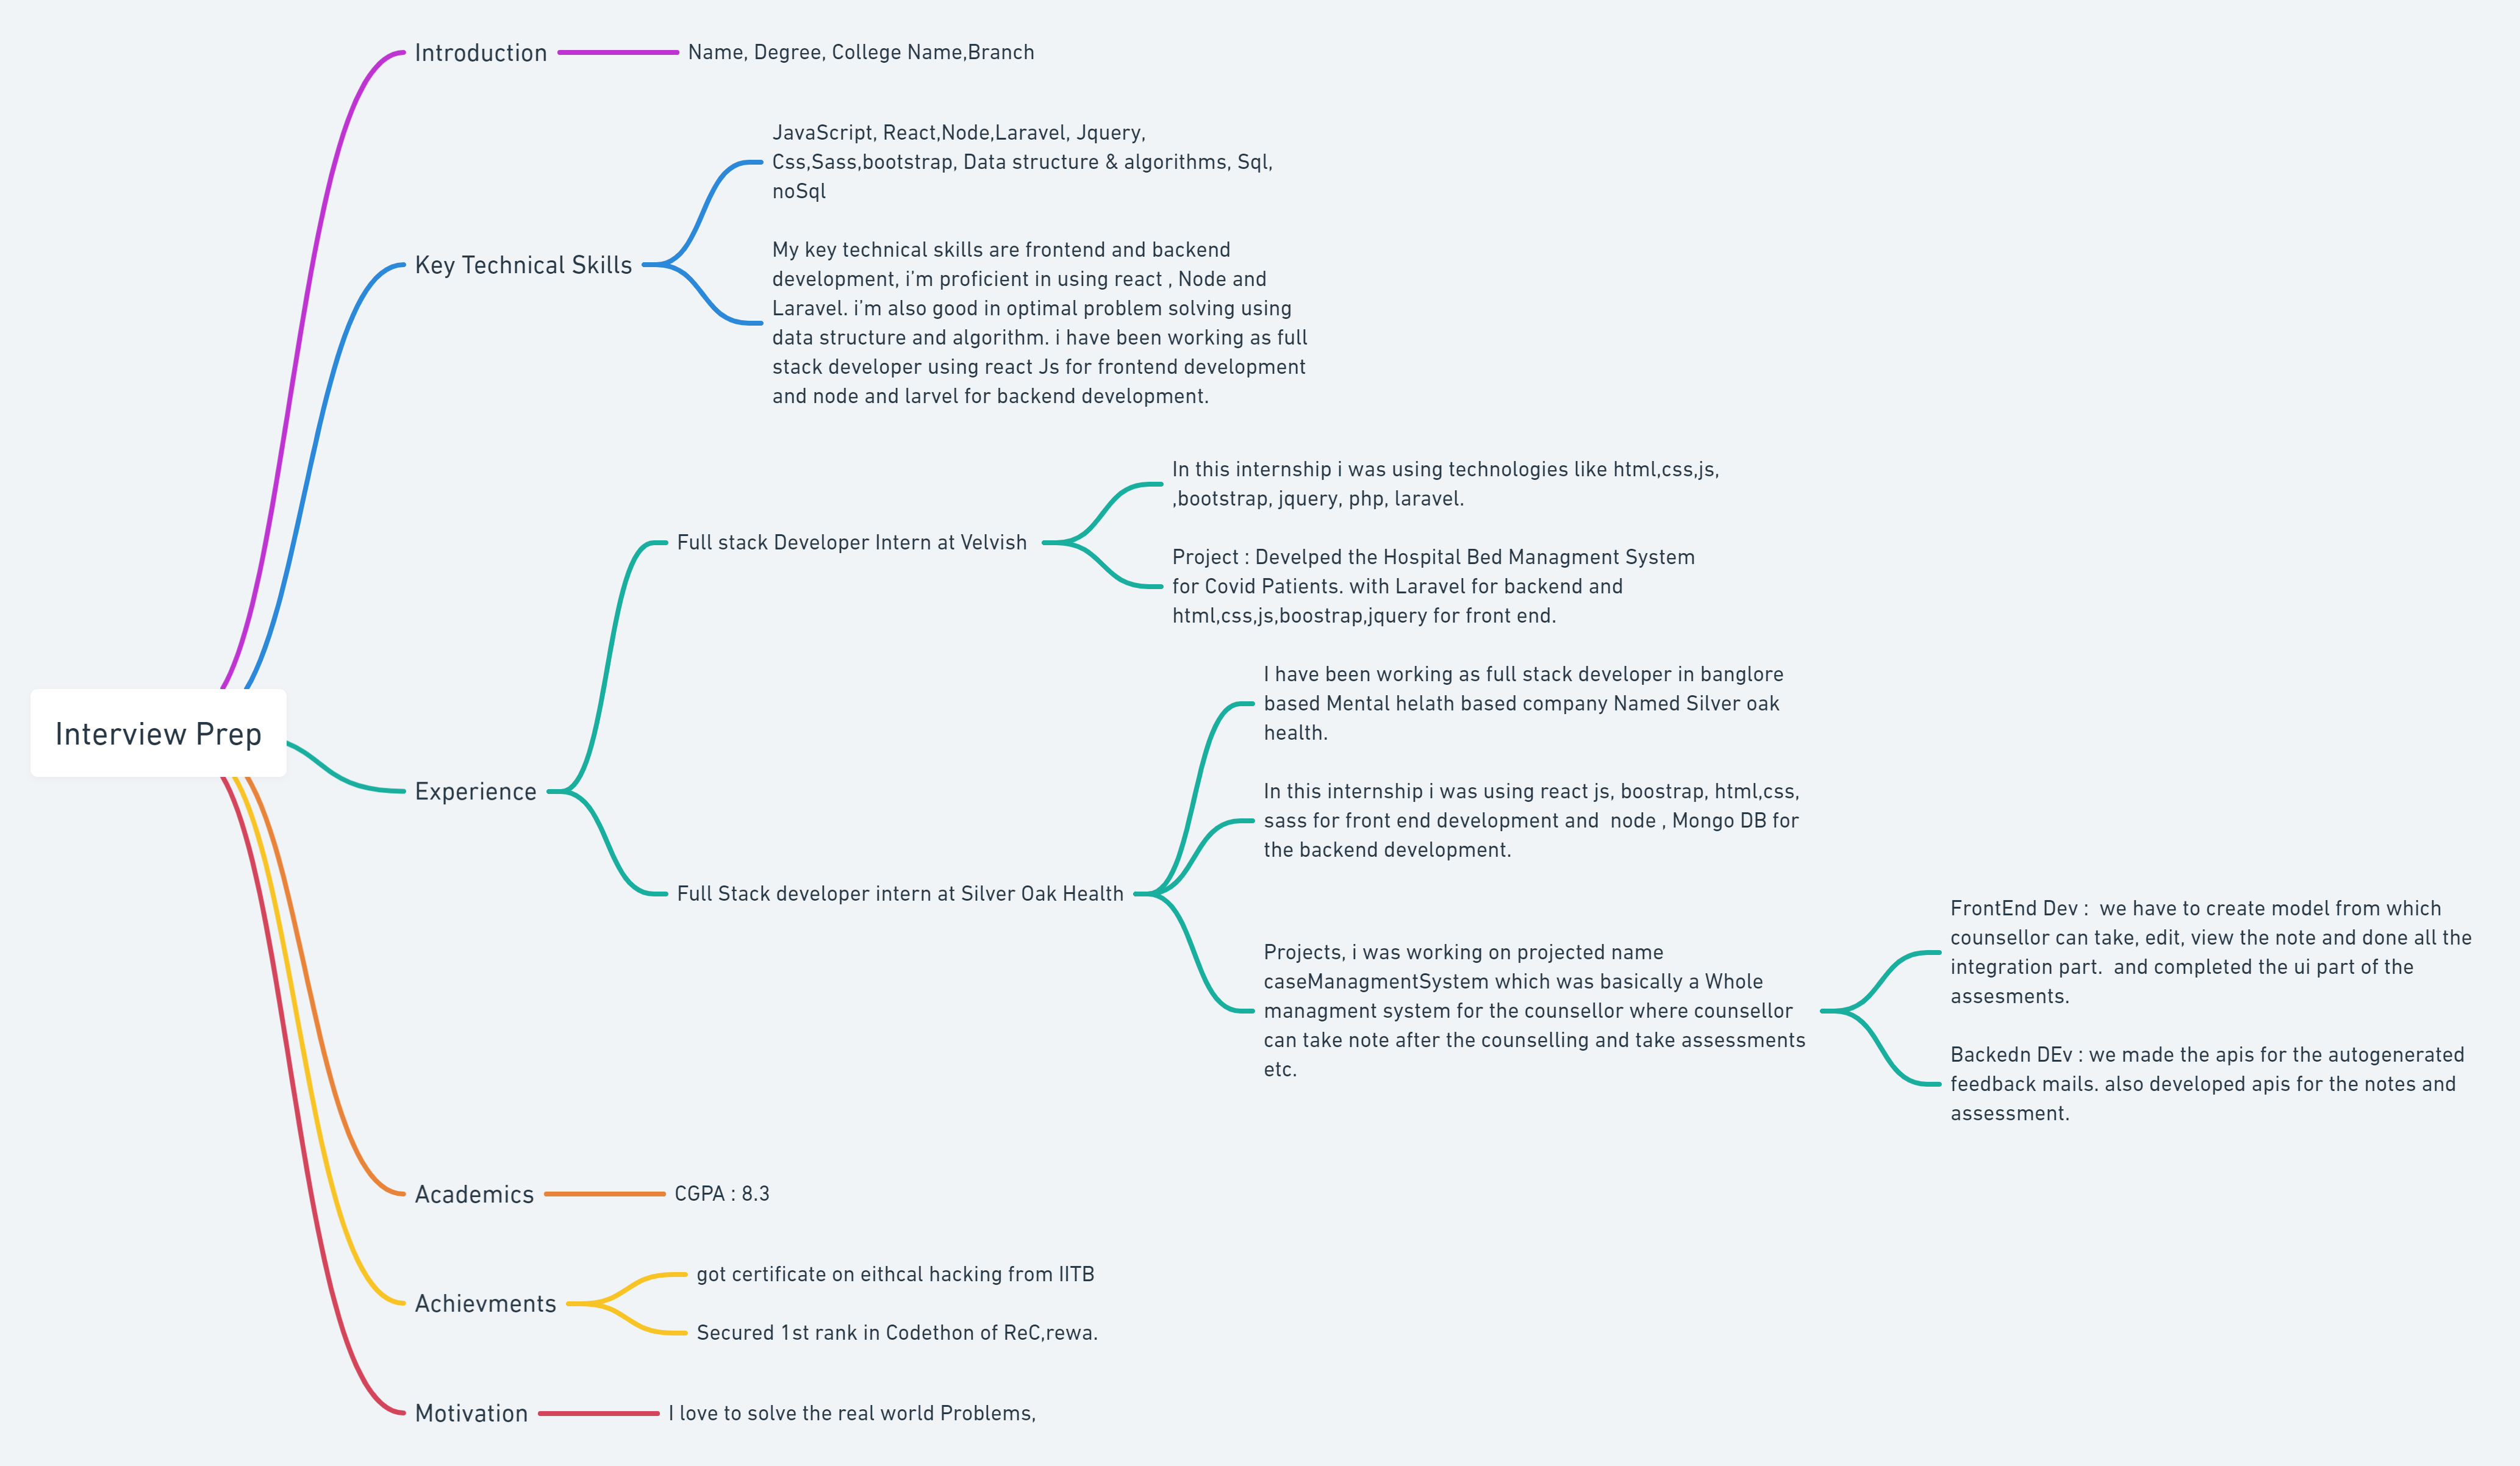 Introduction
Name, Degree, College Name,Branch
JavaScript, React,Node,Laravel, Jquery,
Css,Sass,bootstrap, Data structure & algorithms, Sql,
noSql
Key Technical Skills
My key technical skills are frontend and backend
development, i’m proficient in using react , Node and
Laravel. i’m also good in optimal problem solving using
data structure and algorithm. i have been working as full
stack developer using react Js for frontend development
and node and larvel for backend development.
In this internship i was using technologies like html,css,js,
,bootstrap, jquery, php, laravel.
Full stack Developer Intern at Velvish
Project : Develped the Hospital Bed Managment System
for Covid Patients. with Laravel for backend and
html,css,js,boostrap,jquery for front end.
Interview Prep
Experience
I have been working as full stack developer in banglore
based Mental helath based company Named Silver oak
health.
In this internship i was using react js, boostrap, html,css,
sass for front end development and  node , Mongo DB for
the backend development.
Full Stack developer intern at Silver Oak Health
Projects, i was working on projected name
caseManagmentSystem which was basically a Whole
managment system for the counsellor where counsellor
can take note after the counselling and take assessments
etc.
FrontEnd Dev :  we have to create model from which
counsellor can take, edit, view the note and done all the
integration part.  and completed the ui part of the
assesments.
Backedn DEv : we made the apis for the autogenerated
feedback mails. also developed apis for the notes and
assessment.
Academics
CGPA : 8.3
Achievments
got certificate on eithcal hacking from IITB
Secured 1st rank in Codethon of ReC,rewa.
Motivation
I love to solve the real world Problems,